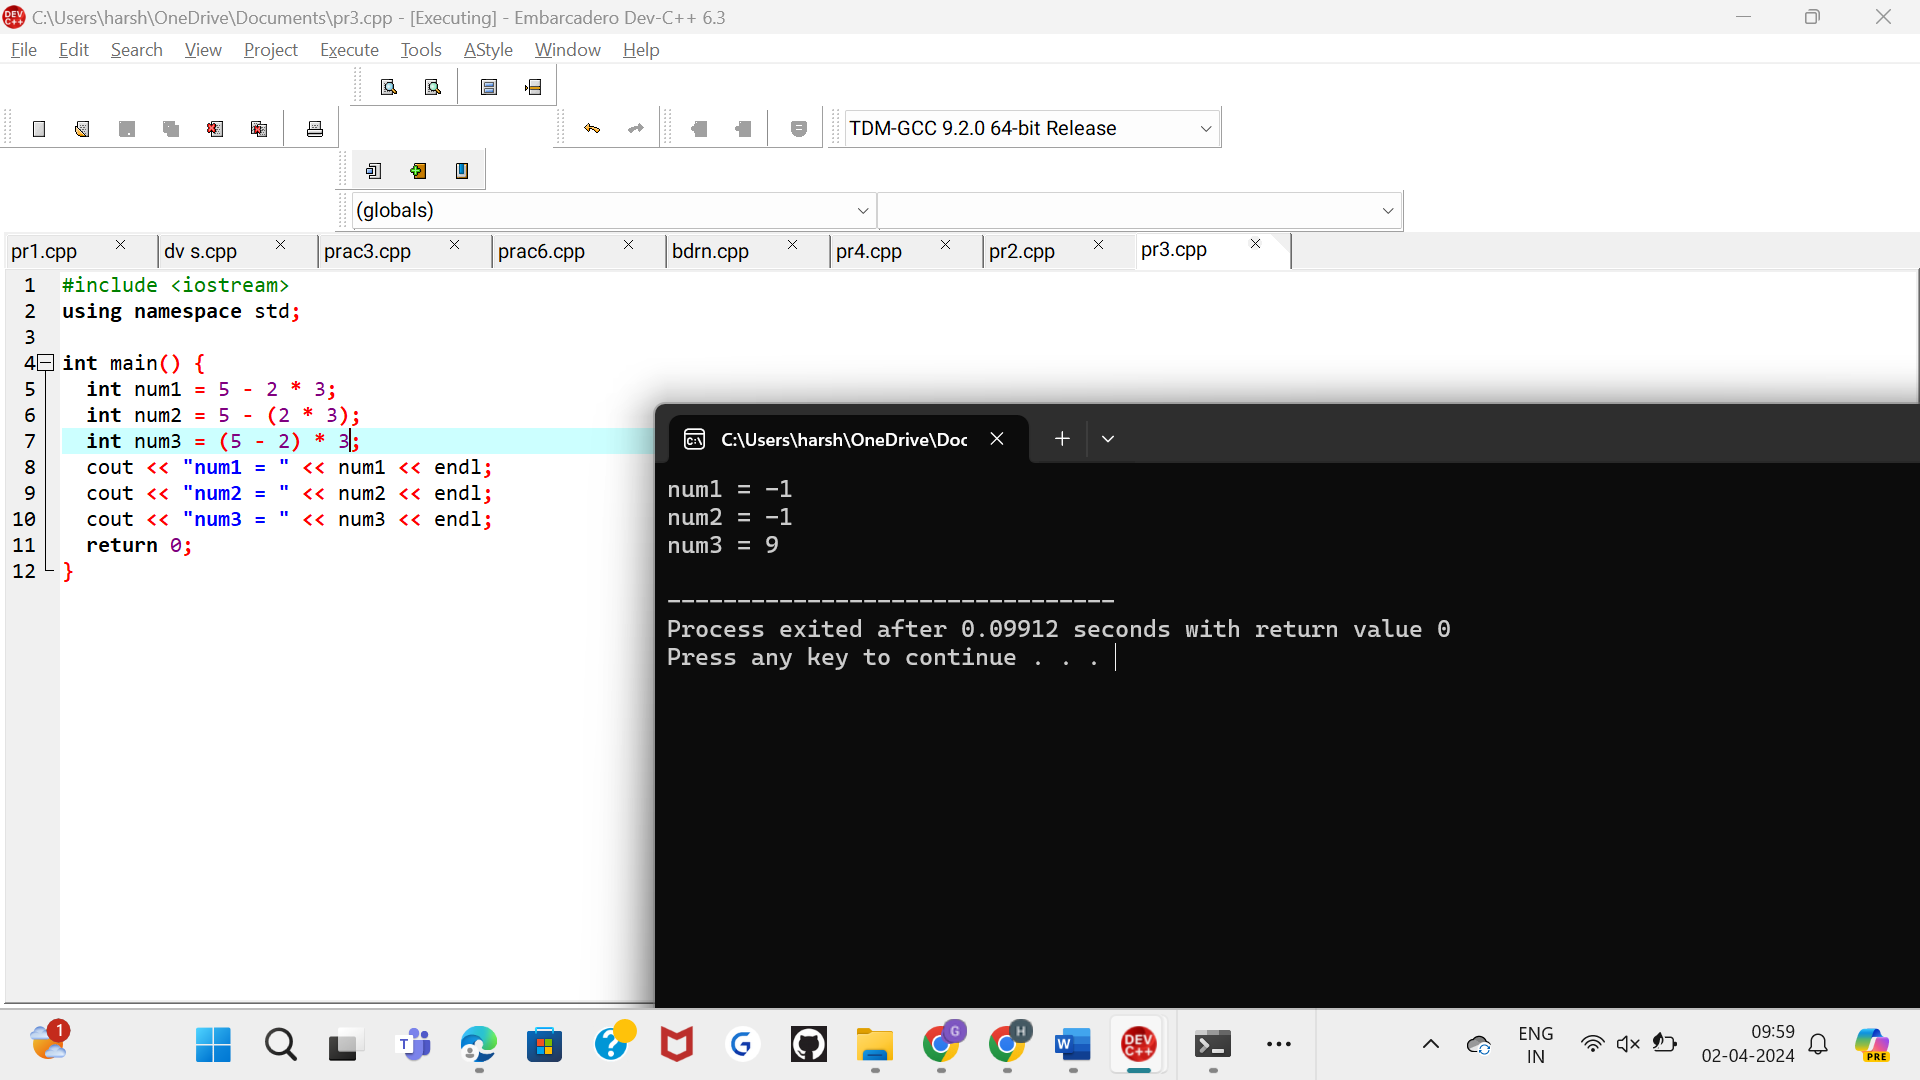 C:\Users\harsh\OneDrive\Documents\pr3.cpp - [Executing] - Embarcadero Dev-C++ 6.3
File Edit Search View Project Execute Tools AStyle Window Help
TDM-GCC 9.2.0 64-bit Release
(globals)
pr1.cpp dv s.cpp prac3.cpp prac6.cpp bdrn.cpp pr4.cpp pr2.cpp pr3.cpp
1 #include <iostream>
2 using namespace std;
3
4 int main() {
5 int num1 = 5 - 2 * 3;
6 int num2 = 5 - (2 * 3);
7 int num3 = (5 - 2) * 3;
8 cout << "num1 = " << num1 << endl;
9 cout << "num2 = " << num2 << endl;
10 cout << "num3 = " << num3 << endl;
11 return 0;
12 }
C:\Users\harsh\OneDrive\Doc
num1 = -1
num2 = -1
num3 = 9
--------------------------------
Process exited after 0.09912 seconds with return value 0
Press any key to continue . . .
1
G
H
DEV C++
ENG
IN
09:59
02-04-2024
PRE